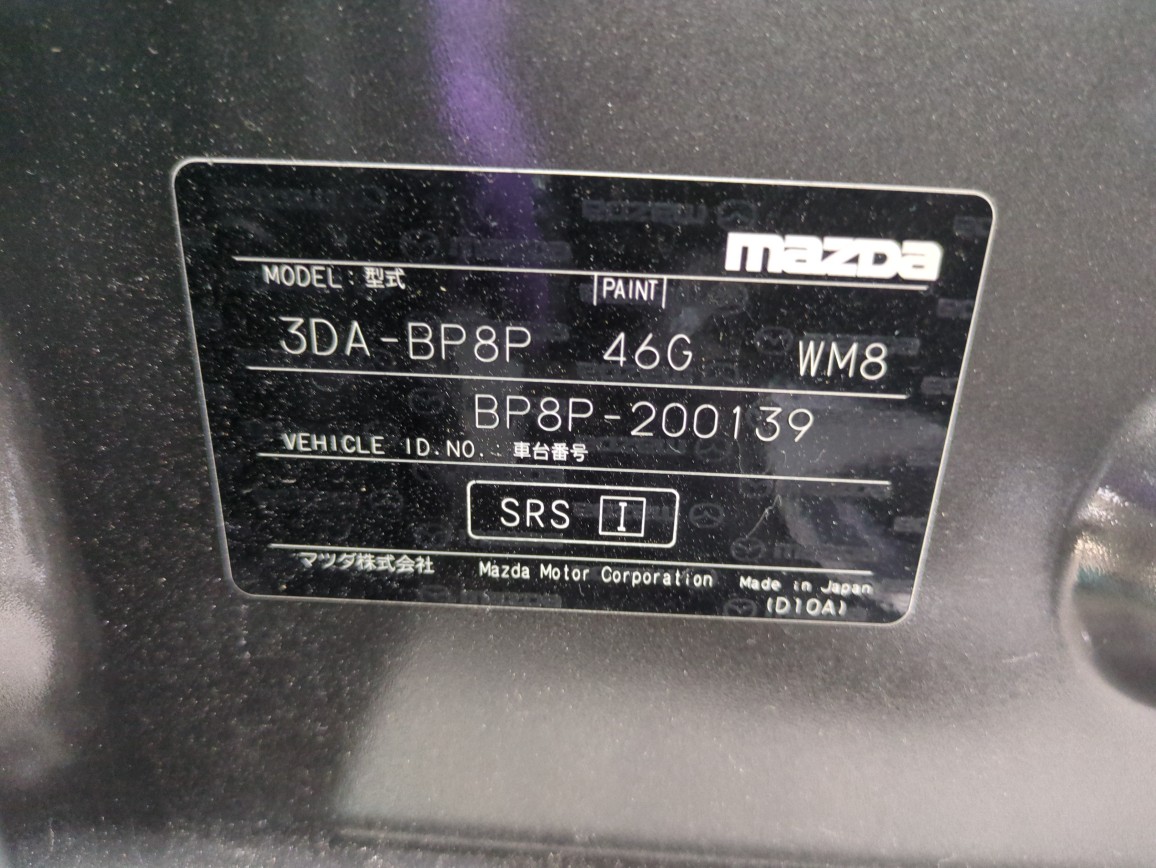 mazda
MODEL : 型式 PAINT
3DA-BP8P 46G WM8
BP8P-200139
VEHICLE ID.NO. : 車台番号
SRS I
マツダ株式会社 Mazda Motor Corporation Made in Japan
(D10A)